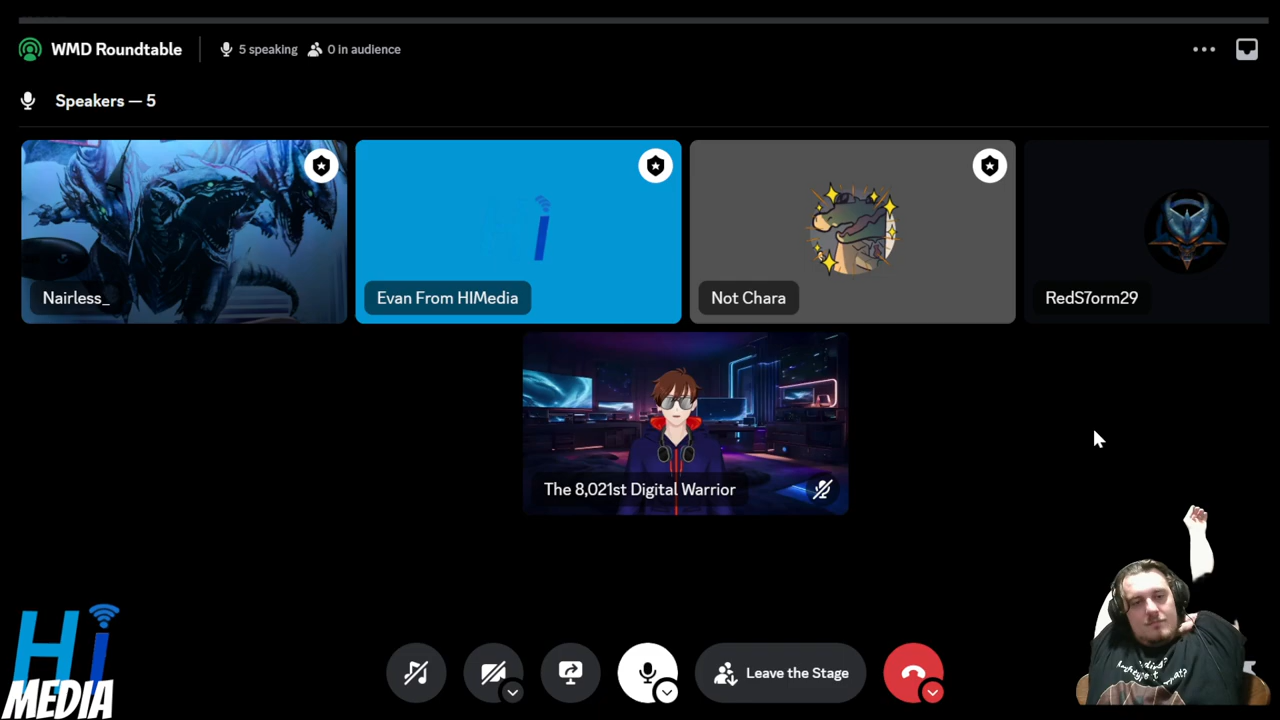 WMD Roundtable
5 speaking
0 in audience
Speakers — 5
Nairless_
Evan From HIMedia
Not Chara
RedS7orm29
The 8,021st Digital Warrior
Leave the Stage
Hi
MEDIA